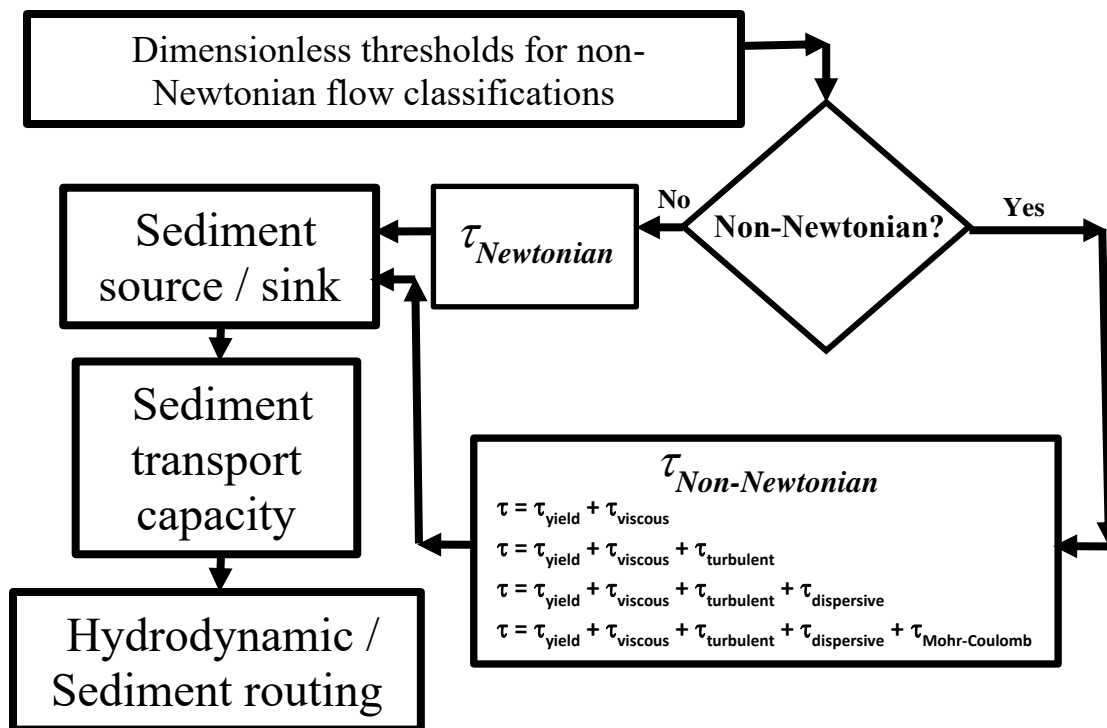 Dimensionless thresholds for non-
Newtonian flow classifications
Non-Newtonian?
No
Yes
τNewtonian
Sediment
source / sink
τNon-Newtonian
τ = τyield + τviscous
τ = τyield + τviscous + τturbulent
τ = τyield + τviscous + τturbulent + τdispersive
τ = τyield + τviscous + τturbulent + τdispersive + τMohr-Coulomb
Sediment
transport
capacity
Hydrodynamic /
Sediment routing